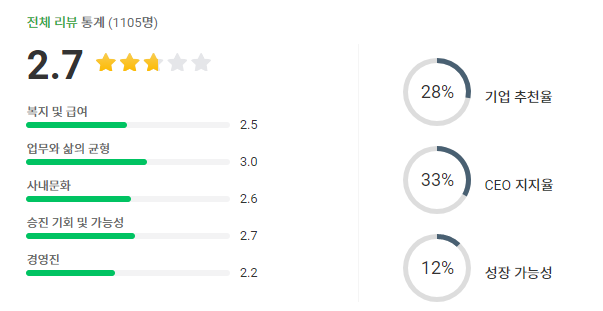 전체 리뷰 통계 (1105명)
2.7
복지 및 급여
2.5
업무와 삶의 균형
3.0
사내문화
2.6
승진 기회 및 가능성
2.7
경영진
2.2
28% 기업 추천율
33% CEO 지지율
12% 성장 가능성